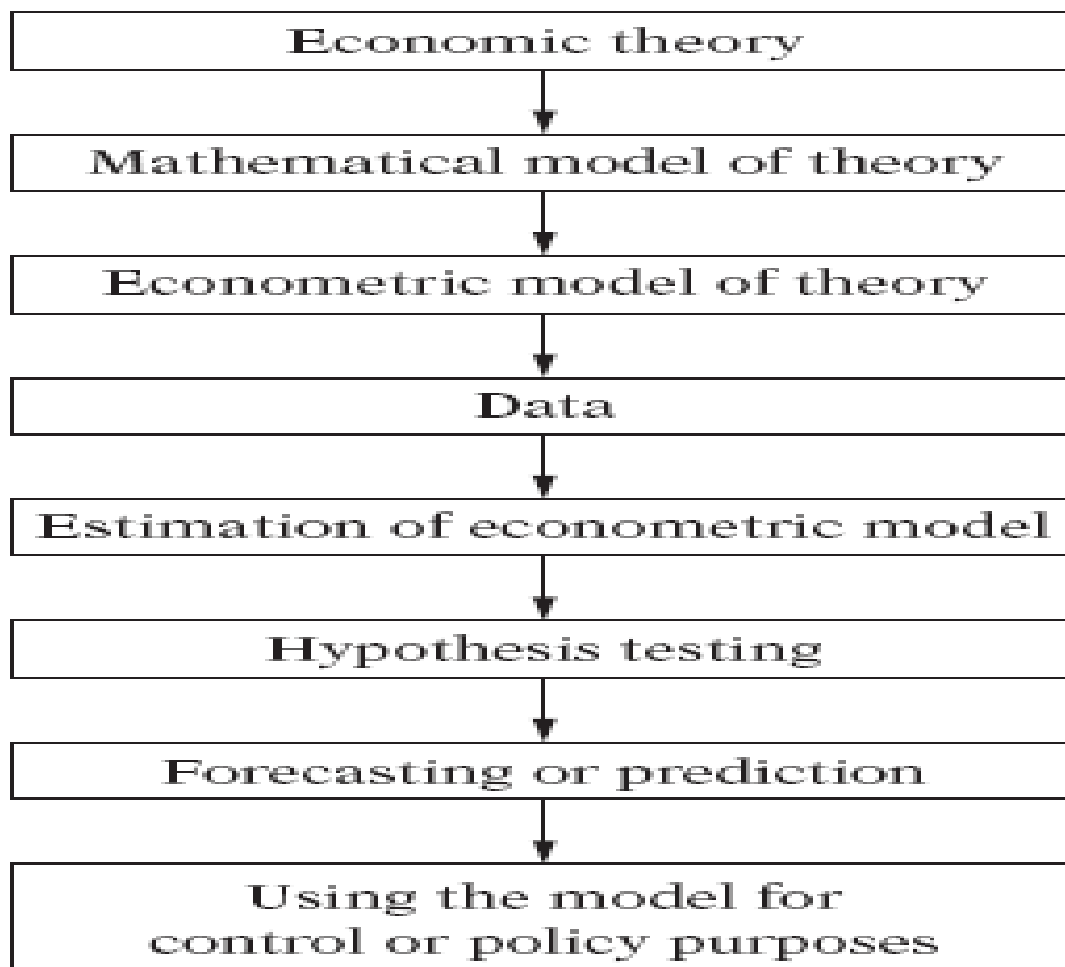 Economic theory
Mathematical model of theory
Econometric model of theory
Data
Estimation of econometric model
Hypothesis testing
Forecasting or prediction
Using the model for
control or policy purposes